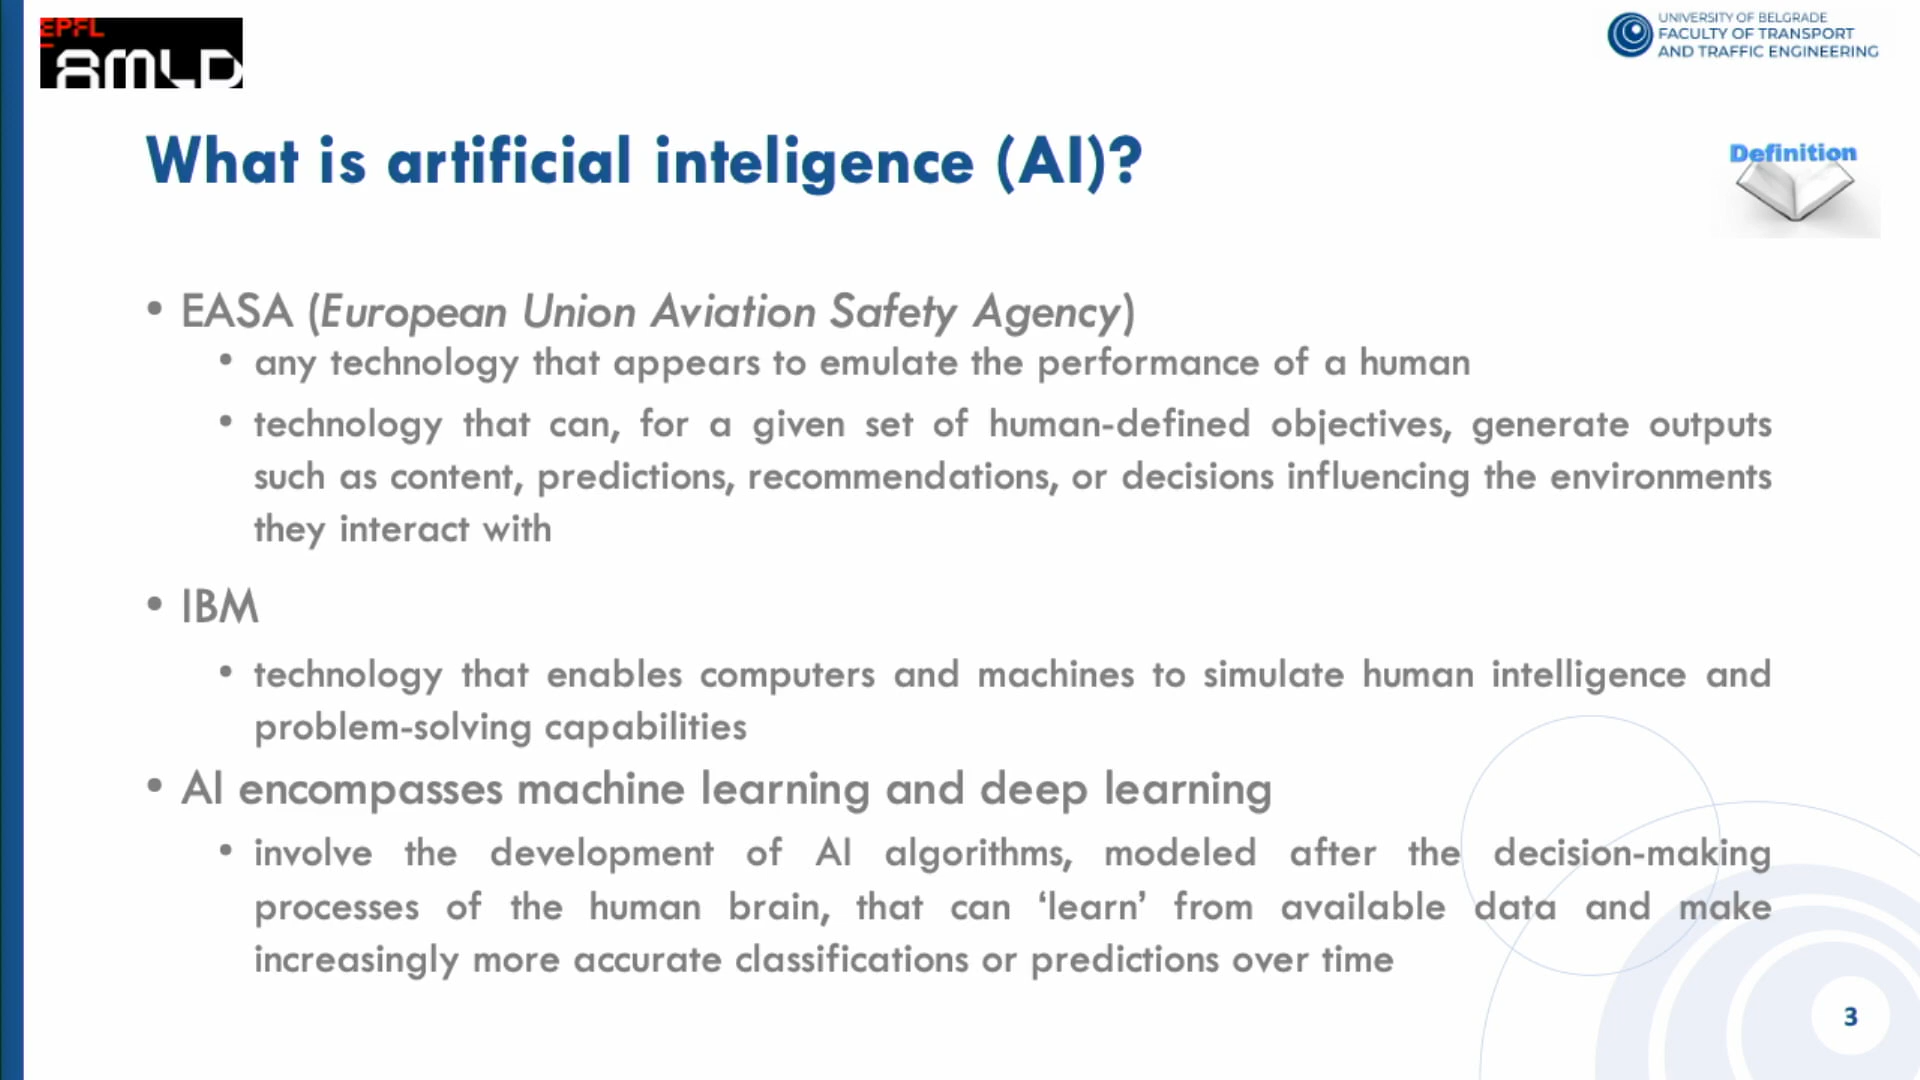 EPFL
AMLD
UNIVERSITY OF BELGRADE
FACULTY OF TRANSPORT
AND TRAFFIC ENGINEERING
What is artificial inteligence (AI)?
Definition
• EASA (European Union Aviation Safety Agency)
• any technology that appears to emulate the performance of a human
• technology that can, for a given set of human-defined objectives, generate outputs
such as content, predictions, recommendations, or decisions influencing the environments
they interact with
• IBM
• technology that enables computers and machines to simulate human intelligence and
problem-solving capabilities
• AI encompasses machine learning and deep learning
• involve the development of AI algorithms, modeled after the decision-making
processes of the human brain, that can ‘learn’ from available data and make
increasingly more accurate classifications or predictions over time
3